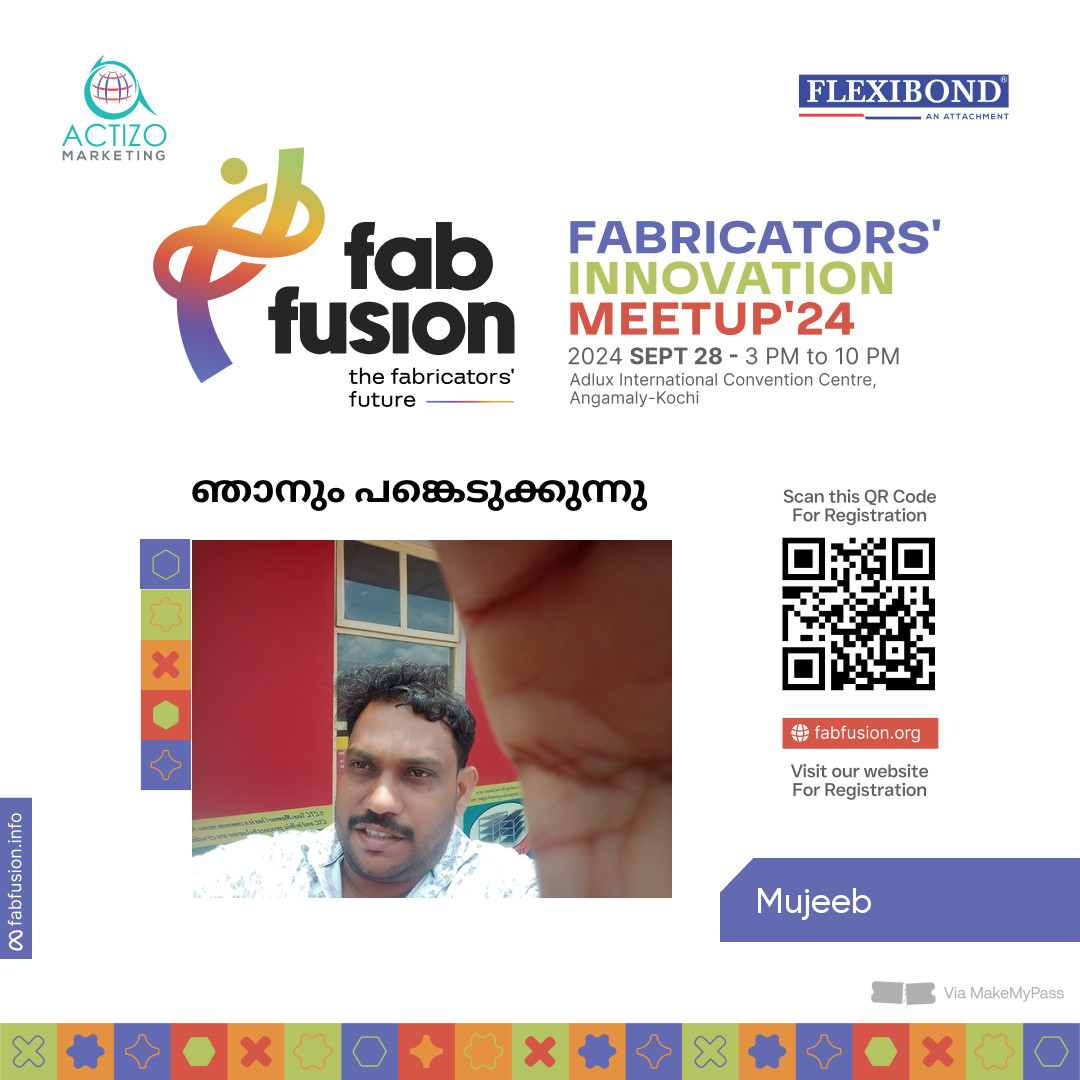 ACTIZO
MARKETING
FLEXIBOND®
AN ATTACHMENT
fab
fusion
the fabricators'
future
FABRICATORS'
INNOVATION
MEETUP'24
2024 SEPT 28 - 3 PM to 10 PM
Adlux International Convention Centre,
Angamaly-Kochi
ഞാനും പങ്കെടുക്കുന്നു
Scan this QR Code
For Registration
fabfusion.org
Visit our website
For Registration
fabfusion.info
Mujeeb
Via MakeMyPass